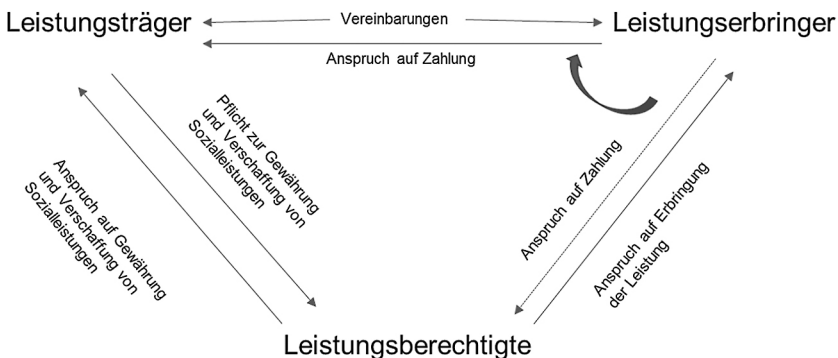 Leistungsträger
Vereinbarungen
Leistungserbringer
Anspruch auf Zahlung
Pflicht zur Gewährung
und Verschaffung von
Sozialleistungen
Anspruch auf Gewährung
und Verschaffung von
Sozialleistungen
Anspruch auf Zahlung
Anspruch auf Erbringung
der Leistung
Leistungsberechtigte